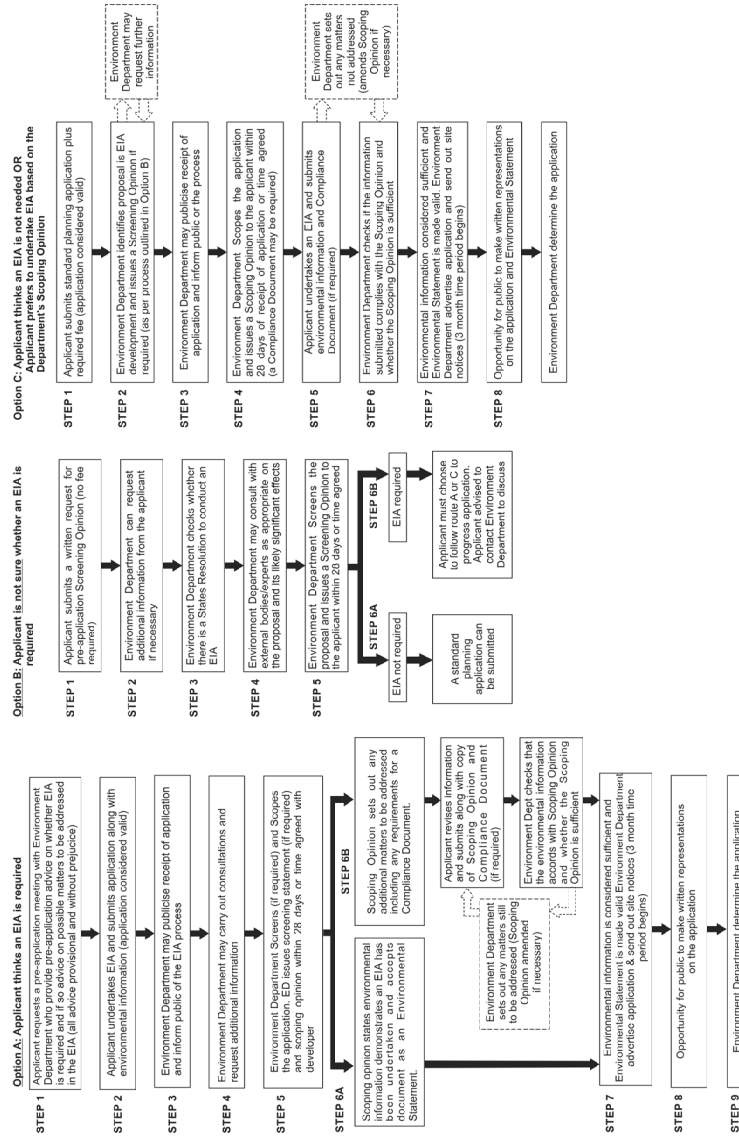 Option A: Applicant thinks an EIA is required
STEP 1
Applicant requests a pre-application meeting with Environment
Department who provide pre-application advice on whether EIA
is required and if so advice on possible matters to be addressed
in the EIA (all advice provisional and without prejudice)
STEP 2
Applicant undertakes EIA and submits application along with
environmental information (application considered valid)
STEP 3
Environment Department may publicise receipt of application
and inform public of the EIA process
STEP 4
Environment Department may carry out consultations and
request additional information
STEP 5
Environment Department Screens (if required) and Scopes
the application. ED issues screening statement (if required)
and scoping opinion within 28 days or time agreed with
developer
STEP 6A
Scoping opinion states environmental
information demonstrates an EIA has
been undertaken and accepts
document as an Environmental
Statement.
STEP 6B
Scoping Opinion sets out any
additional matters to be addressed
including any requirements for a
Compliance Document.
Applicant revises information
and submits along with copy
of Scoping Opinion and
Compliance Document
(if required)
Environment Department
sets out any matters still
to be addressed (Scoping
Opinion amended
if necessary)
Environment Dept checks that
the environmental information
accords with Scoping Opinion
and whether the Scoping
Opinion is sufficient
STEP 7
Environmental information is considered sufficient and
Environmental Statement is made valid Environment Department
advertise application & send out site notices (3 month time
period begins)
STEP 8
Opportunity for public to make written representations
on the application
STEP 9
Environment Department determine the application
Option B: Applicant is not sure whether an EIA is
required
STEP 1
Applicant submits a written request for
pre-application Screening Opinion (no fee
required)
STEP 2
Environment Department can request
additional information from the applicant
if necessary
STEP 3
Environment Department checks whether
there is a States Resolution to conduct an
EIA
STEP 4
Environment Department may consult with
external bodies/experts as appropriate on
the proposal and its likely significant effects
STEP 5
Environment Department Screens the
proposal and issues a Screening Opinion to
the applicant within 28 days or time agreed
STEP 6A
EIA not required
A standard
planning
application can
be submitted
STEP 6B
EIA required
Applicant must choose
to follow route A or C to
progress application.
Applicant advised to
contact Environment
Department to discuss
Option C: Applicant thinks an EIA is not needed OR
Applicant prefers to undertake EIA based on the
Department's Scoping Opinion
STEP 1
Applicant submits standard planning application plus
required fee (application considered valid)
STEP 2
Environment Department identifies proposal is EIA
development and issues a Screening Opinion if
required (as per process outlined in Option B)
Environment
Department may
request further
information
STEP 3
Environment Department may publicise receipt of
application and inform public or the process
STEP 4
Environment Department Scopes the application
and issues a Scoping Opinion to the applicant within
28 days of receipt of application or time agreed
(a Compliance Document may be required)
STEP 5
Applicant undertakes an EIA and submits
environmental information and Compliance
Document (if required)
Environment
Department sets
out any matters
not addressed
(amends Scoping
Opinion if
necessary)
STEP 6
Environment Department checks if the information
submitted complies with the Scoping Opinion and
whether the Scoping Opinion is sufficient
STEP 7
Environmental information considered sufficient and
Environmental Statement is made valid. Environment
Department advertise application and send out site
notices (3 month time period begins)
STEP 8
Opportunity for public to make written representations
on the application and Environmental Statement
Environment Department determine the application